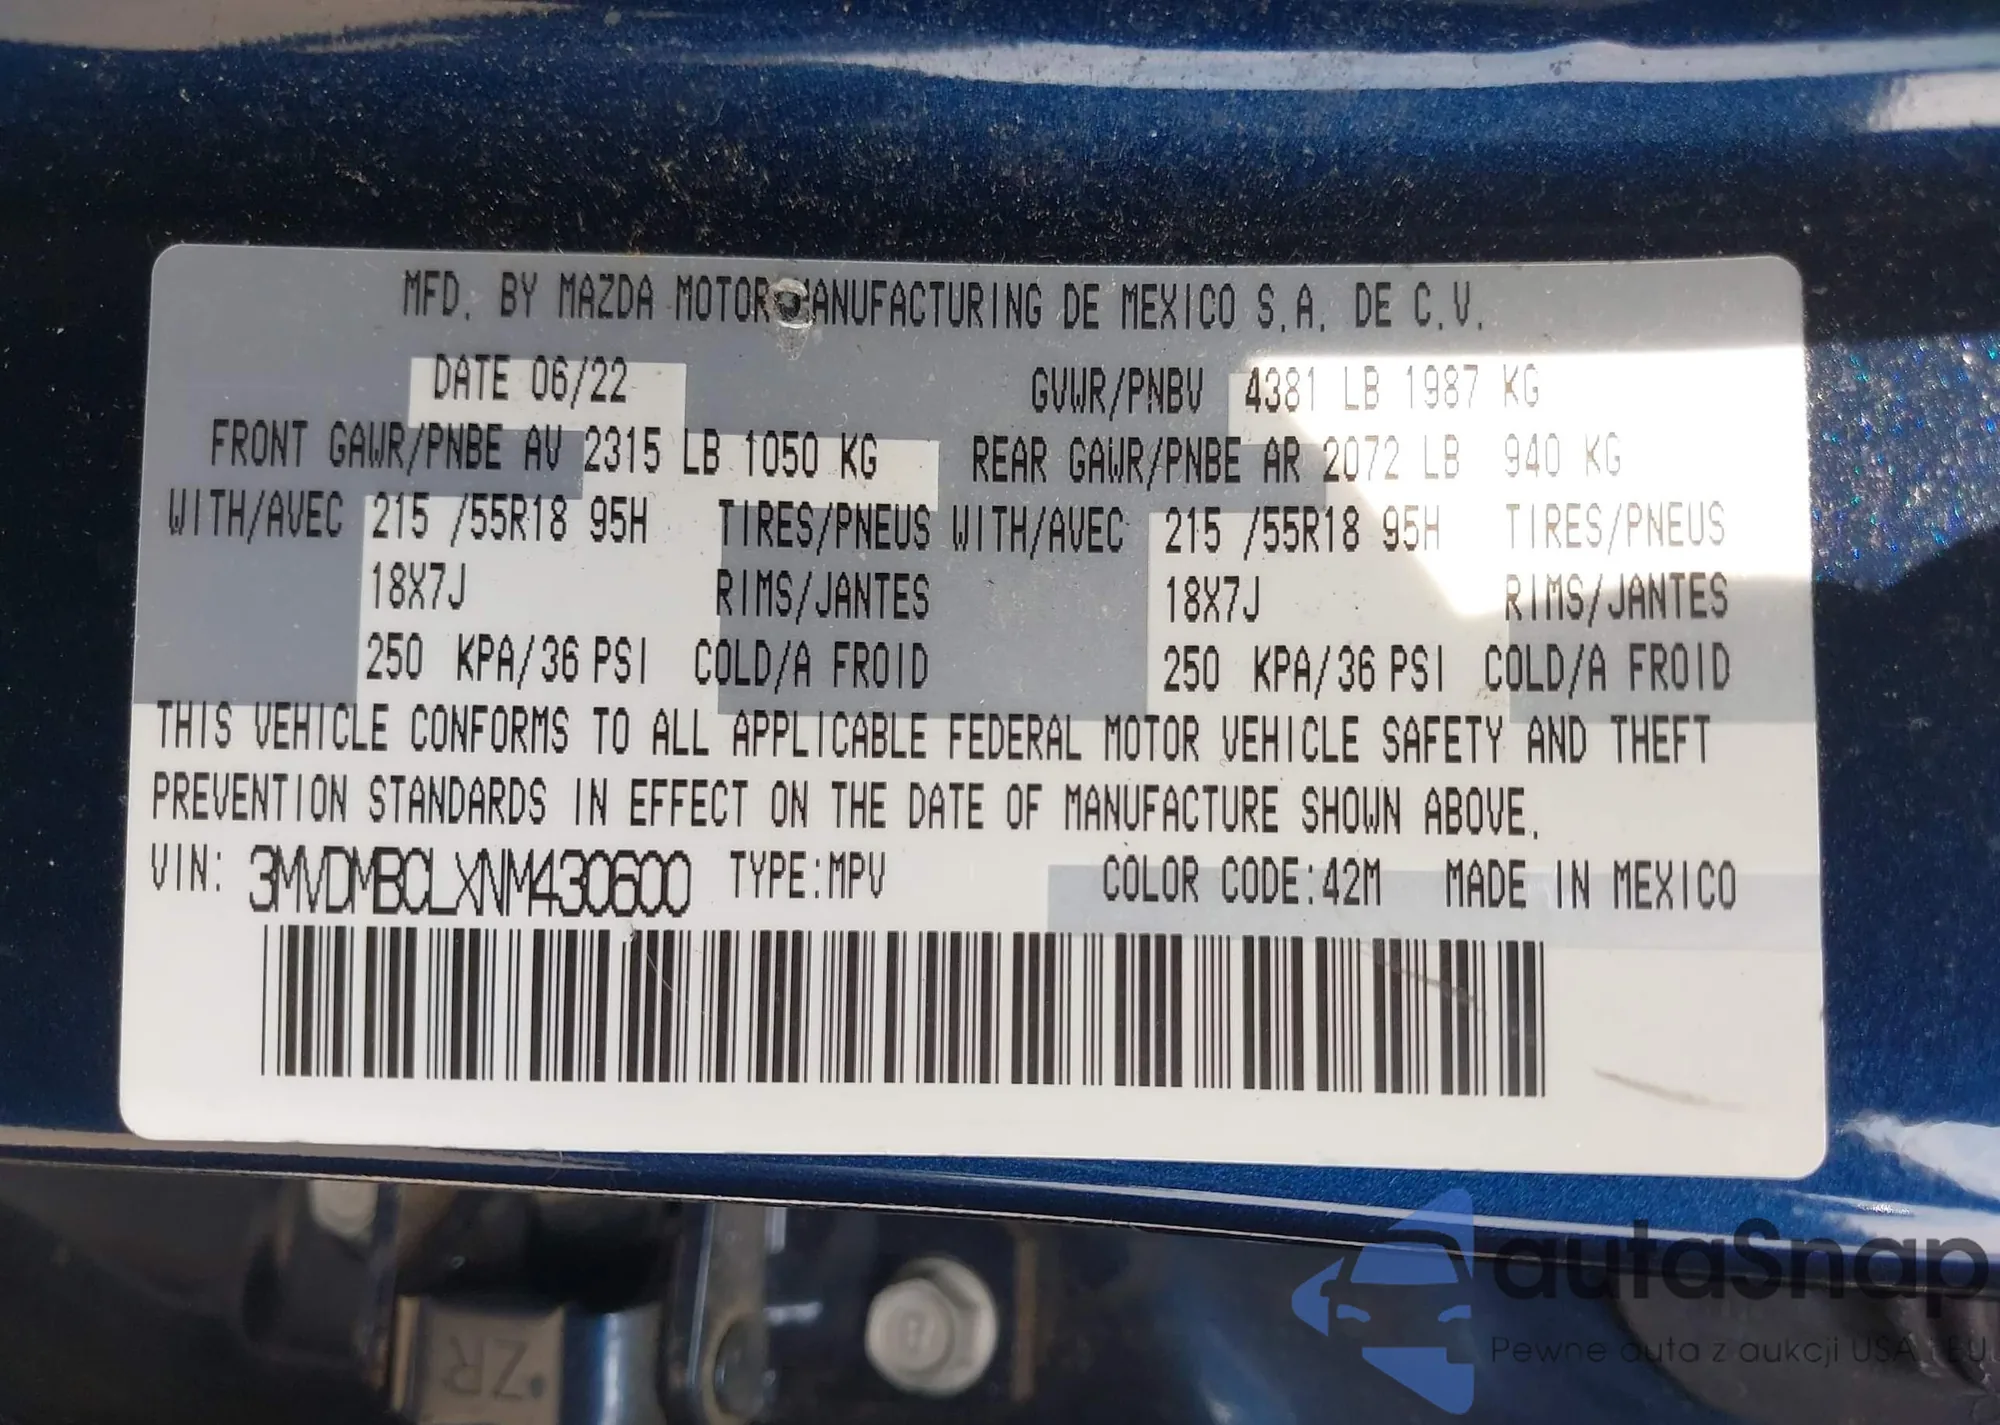 MFD. BY MAZDA MOTOR MANUFACTURING DE MEXICO S.A. DE C.V.
DATE 06/22 GVWR/PNBV 4381 LB 1987 KG
FRONT GAWR/PNBE AV 2315 LB 1050 KG REAR GAWR/PNBE AR 2072 LB 940 KG
WITH/AVEC 215 /55R18 95H TIRES/PNEUS WITH/AVEC 215 /55R18 95H TIRES/PNEUS
18X7J RIMS/JANTES 18X7J RIMS/JANTES
250 KPA/36 PSI COLD/A FROID 250 KPA/36 PSI COLD/A FROID
THIS VEHICLE CONFORMS TO ALL APPLICABLE FEDERAL MOTOR VEHICLE SAFETY AND THEFT
PREVENTION STANDARDS IN EFFECT ON THE DATE OF MANUFACTURE SHOWN ABOVE.
VIN: 3MVDMBCLXNM430600 TYPE:MPV COLOR CODE:42M MADE IN MEXICO
autaSnap
Pewne auta z aukcji USA i EU
ZR
8